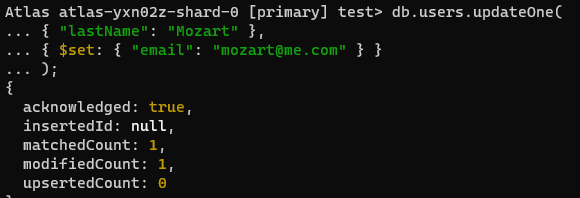 Atlas atlas-yxn02z-shard-0 [primary] test> db.users.updateOne(
... { "lastName": "Mozart" },
... { $set: { "email": "mozart@me.com" } }
... );
{
  acknowledged: true,
  insertedId: null,
  matchedCount: 1,
  modifiedCount: 1,
  upsertedCount: 0
}